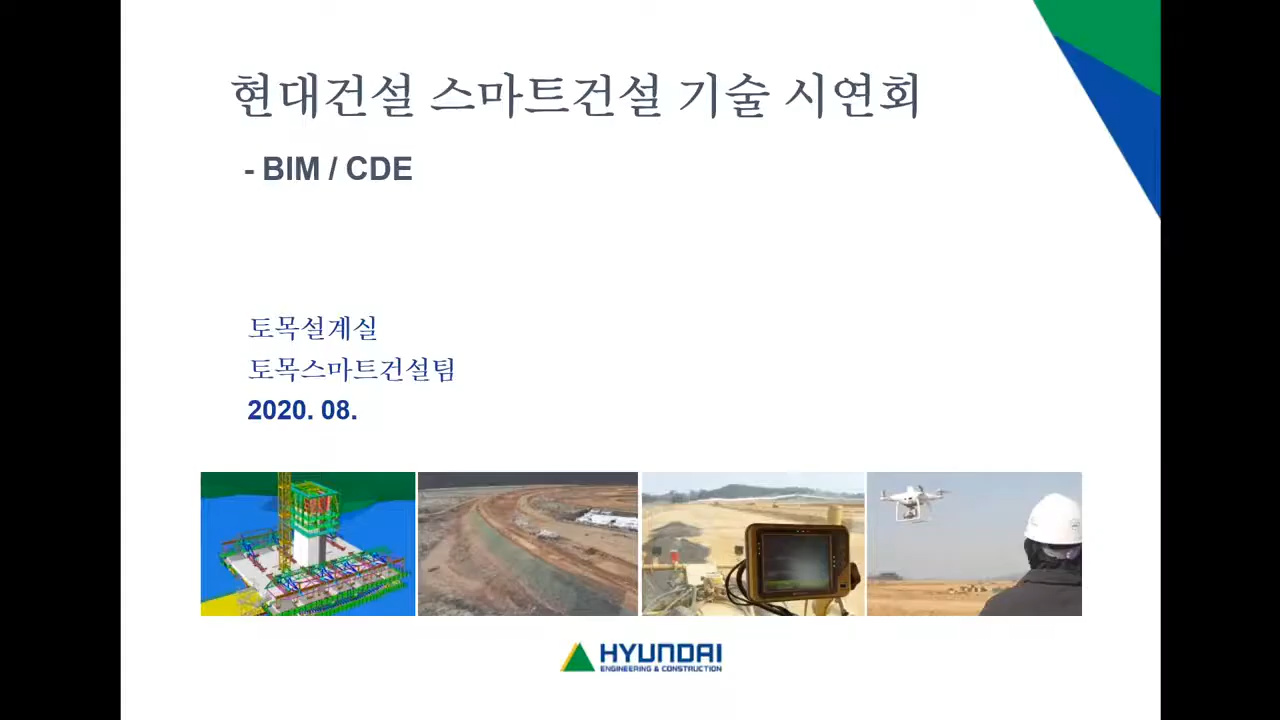 현대건설 스마트건설 기술 시연회
- BIM / CDE
토목설계실
토목스마트건설팀
2020. 08.
HYUNDAI
ENGINEERING & CONSTRUCTION